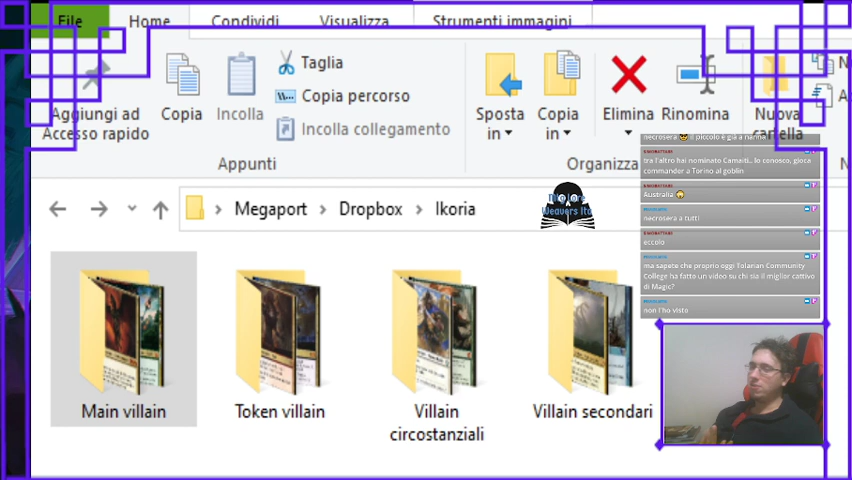 File
Home
Condividi
Visualizza
Strumenti immagini
Aggiungi ad
Accesso rapido
Copia
Incolla
Taglia
Copia percorso
Incolla collegamento
Appunti
Sposta
in
Copia
in
Elimina
Rinomina
Nuova
cartella
Organizza
Megaport
Dropbox
Ikoria
The Lore
Weavers Ita
necrosera 😎 il piccolo è già a nanna!
tra l'altro hai nominato Camaiti.. lo conosco, gioca
commander a Torino al goblin
Australia
necrosera a tutti
eccolo
ma sapete che proprio oggi Tolarian Community
College ha fatto un video su chi sia il miglior cattivo
di Magic?
non l'ho visto
Main villain
Token villain
Villain
circostanziali
Villain secondari